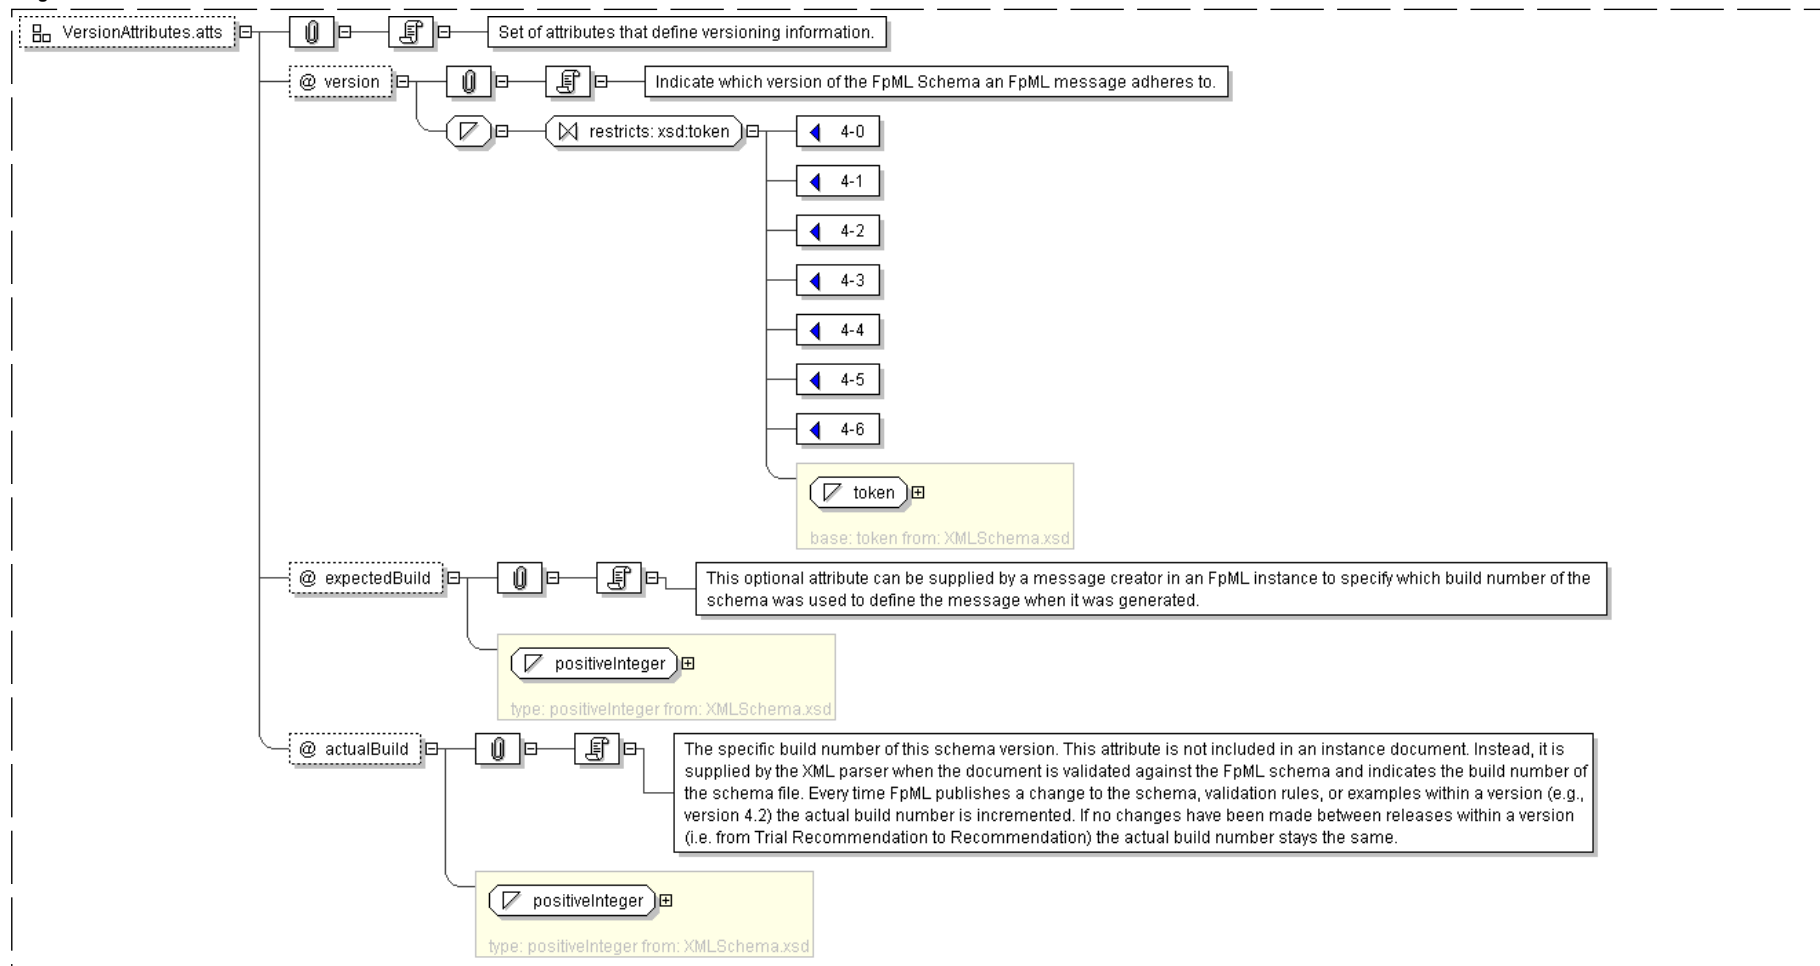 VersionAttributes.atts
Set of attributes that define versioning information.
@ version
Indicate which version of the FpML Schema an FpML message adheres to.
restricts: xsd:token
4-0
4-1
4-2
4-3
4-4
4-5
4-6
token
base: token from: XMLSchema.xsd
@ expectedBuild
This optional attribute can be supplied by a message creator in an FpML instance to specify which build number of the
schema was used to define the message when it was generated.
positiveInteger
type: positiveInteger from: XMLSchema.xsd
@ actualBuild
The specific build number of this schema version. This attribute is not included in an instance document. Instead, it is
supplied by the XML parser when the document is validated against the FpML schema and indicates the build number of
the schema file. Every time FpML publishes a change to the schema, validation rules, or examples within a version (e.g.,
version 4.2) the actual build number is incremented. If no changes have been made between releases within a version
(i.e. from Trial Recommendation to Recommendation) the actual build number stays the same.
positiveInteger
type: positiveInteger from: XMLSchema.xsd